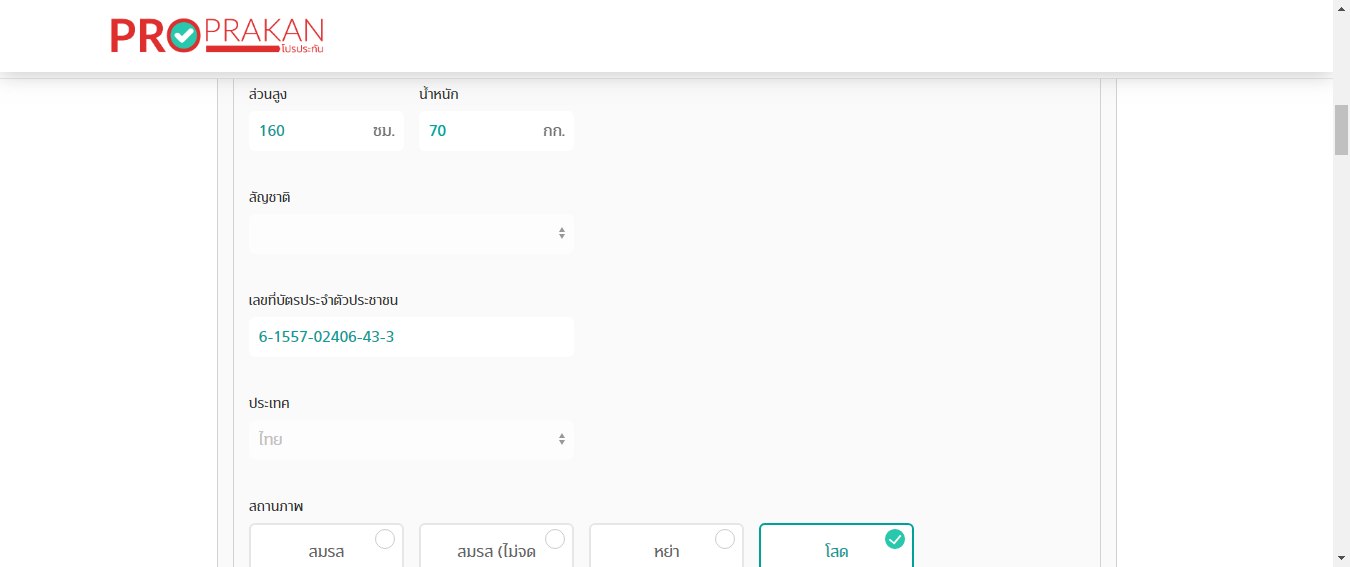 PRO PRAKAN
โปรประกัน
ส่วนสูง น้ำหนัก
160 ซม. 70 กก.
สัญชาติ
เลขที่บัตรประจำตัวประชาชน
6-1557-02406-43-3
ประเทศ
ไทย
สถานภาพ
สมรส สมรส (ไม่จด หย่า โสด